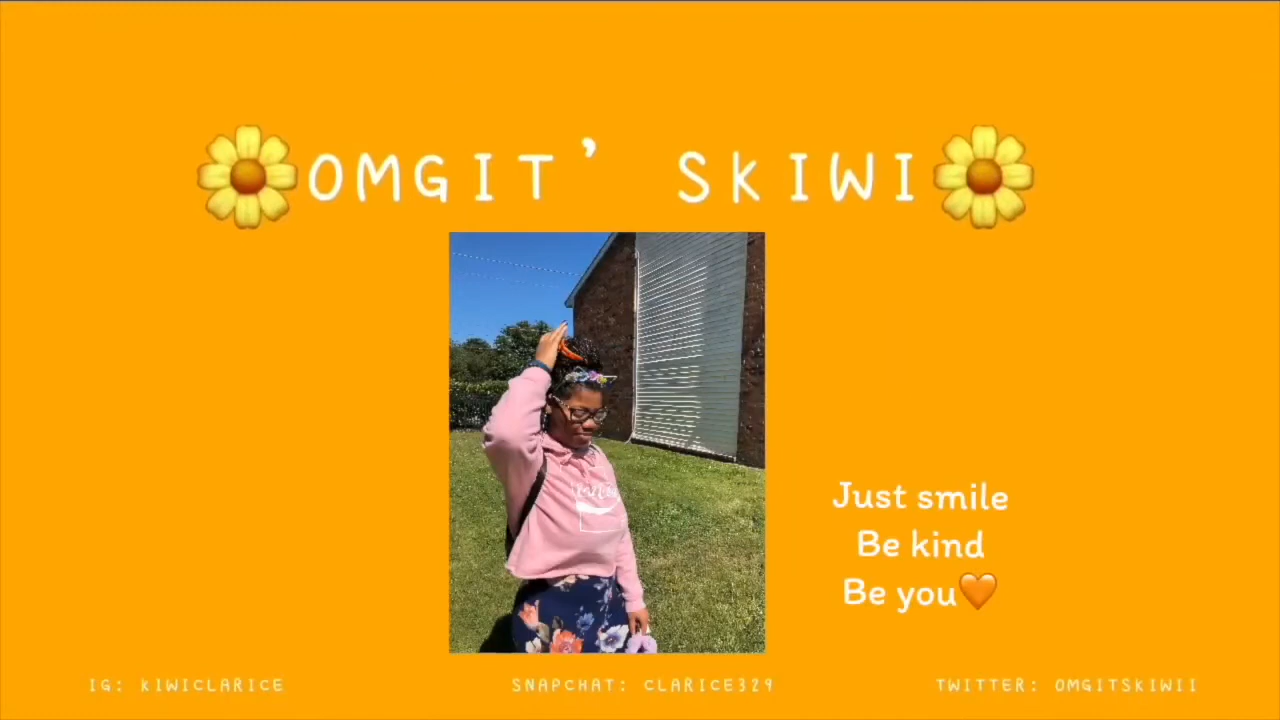 OMGIT' SKIWI
Just smile
Be kind
Be you🧡
IG: KIWICLARICE
SNAPCHAT: CLARICE329
TWITTER: OMGITSKIWII